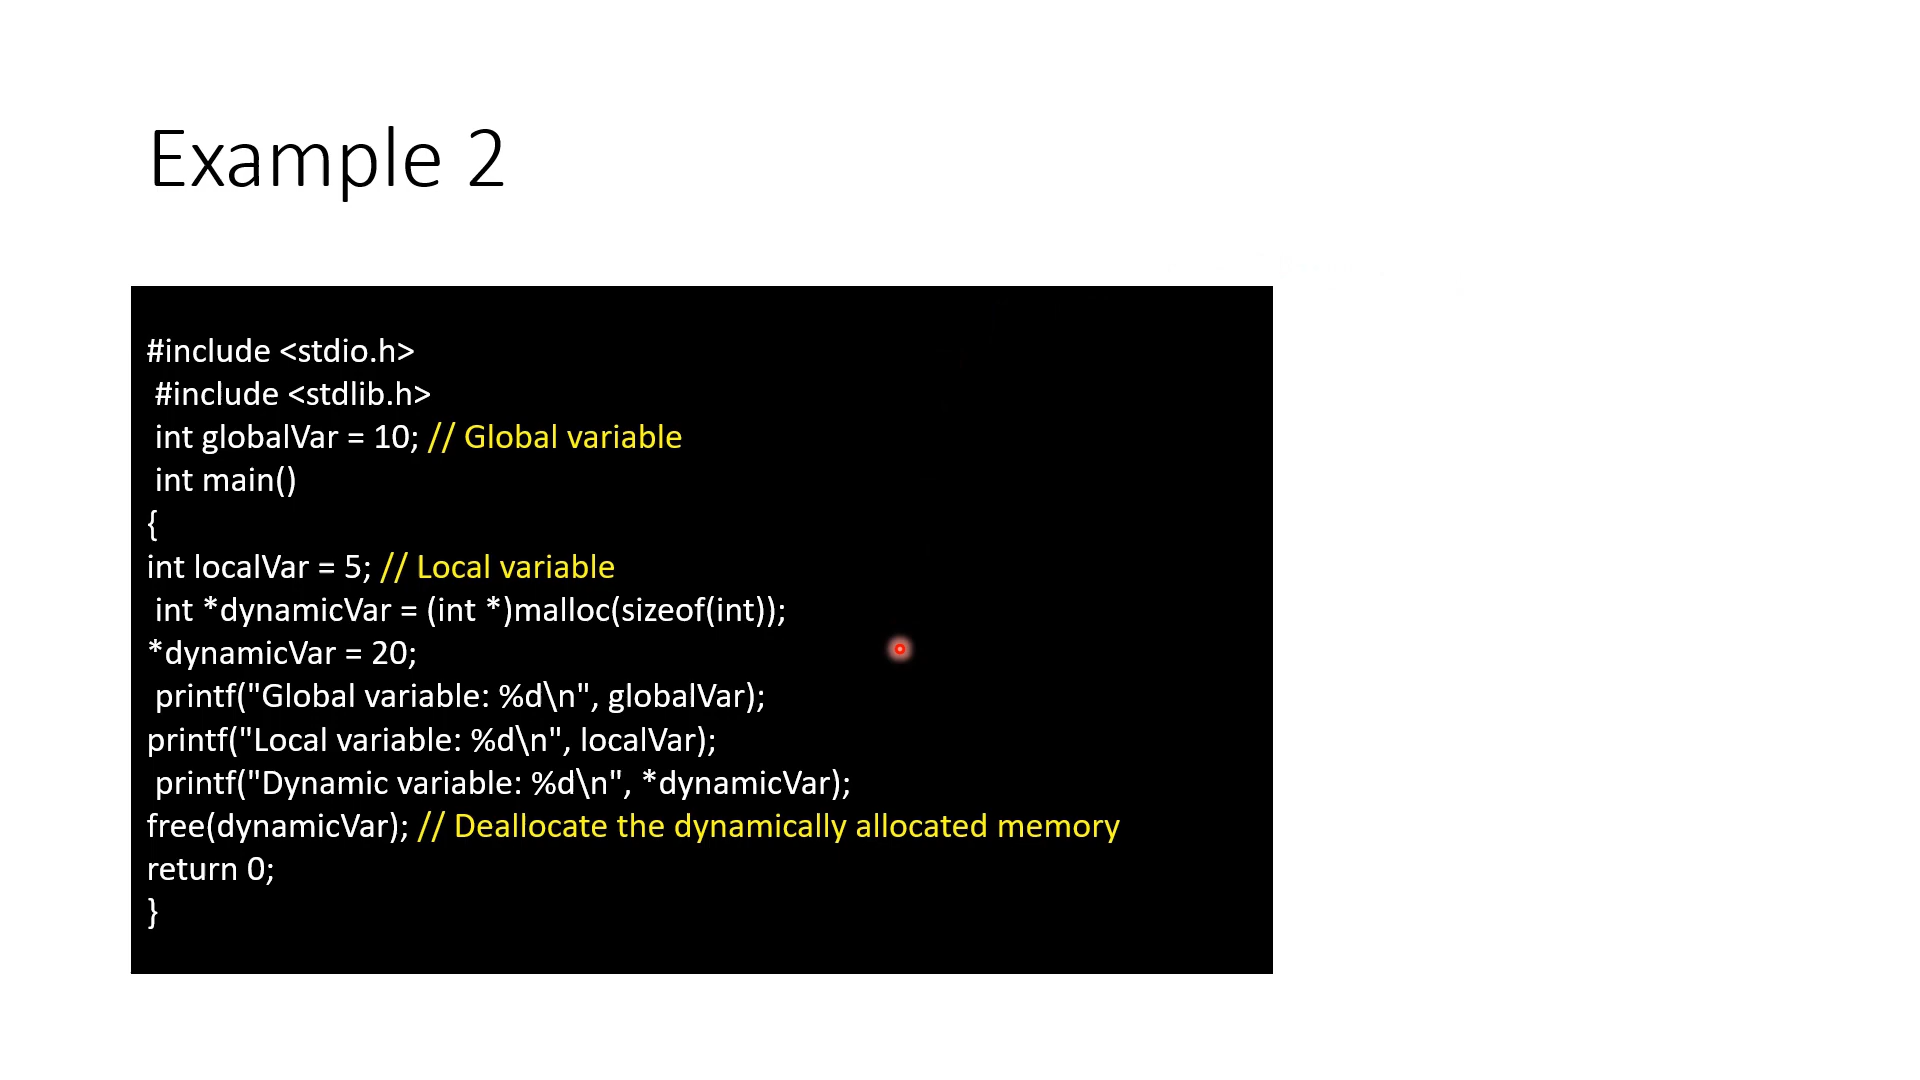 Example 2
#include <stdio.h>
#include <stdlib.h>
int globalVar = 10; // Global variable
int main()
{
int localVar = 5; // Local variable
int *dynamicVar = (int *)malloc(sizeof(int));
*dynamicVar = 20;
printf("Global variable: %d\n", globalVar);
printf("Local variable: %d\n", localVar);
printf("Dynamic variable: %d\n", *dynamicVar);
free(dynamicVar); // Deallocate the dynamically allocated memory
return 0;
}